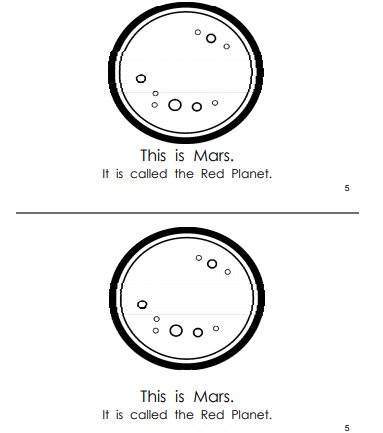 This is Mars.
It is called the Red Planet.
5
This is Mars.
It is called the Red Planet.
5